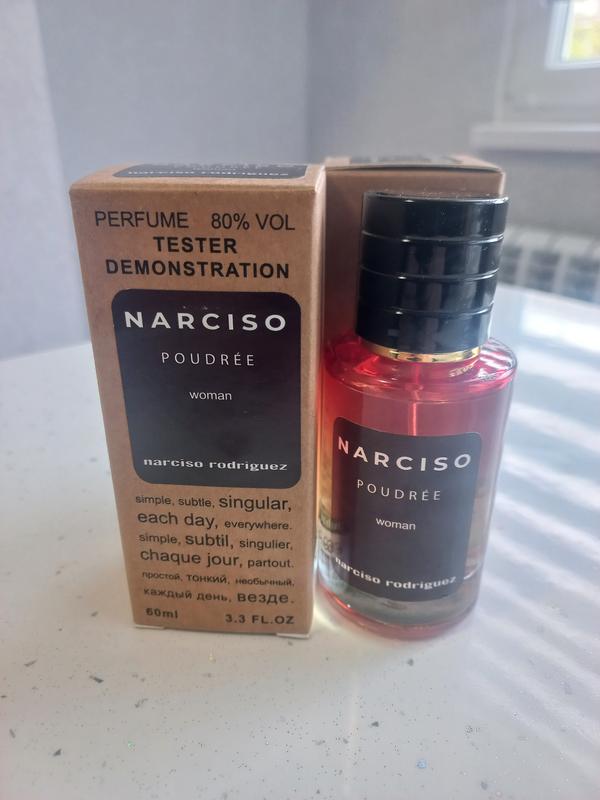 narciso rodriguez
PERFUME 80% VOL
TESTER
DEMONSTRATION
NARCISO
POUDRÉE
woman
narciso rodriguez
simple, subtle, singular,
each day, everywhere.
simple, subtil, singulier,
chaque jour, partout.
простой, тонкий, необычный,
каждый день, везде.
60ml 3.3 FL.OZ
NARCISO
POUDRÉE
woman
narciso rodriguez